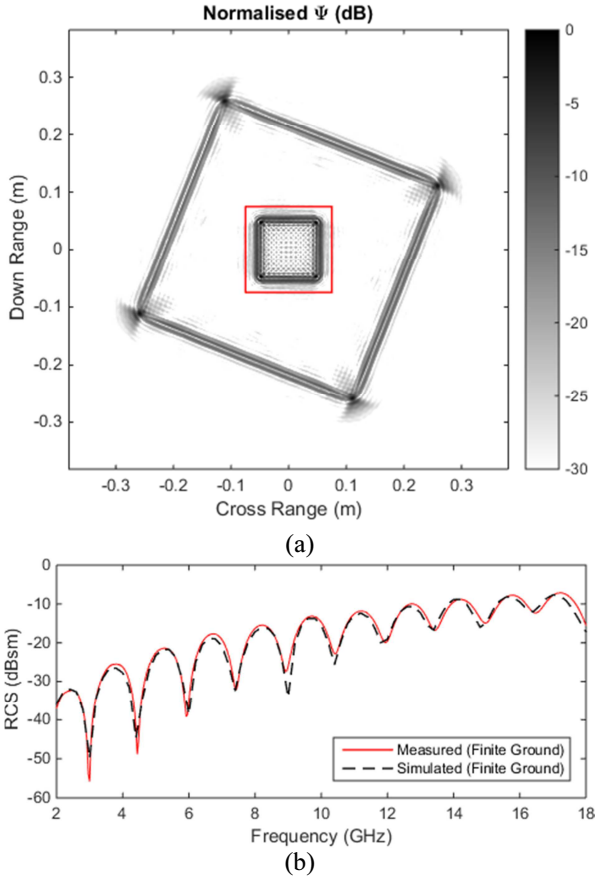 Normalised Ψ (dB)
0.3
0.2
0.1
0
-0.1
-0.2
-0.3
Down Range (m)
-0.3 -0.2 -0.1 0 0.1 0.2 0.3
Cross Range (m)
0
-5
-10
-15
-20
-25
-30
(a)
0
-10
-20
-30
-40
-50
-60
RCS (dBsm)
Measured (Finite Ground)
Simulated (Finite Ground)
2 4 6 8 10 12 14 16 18
Frequency (GHz)
(b)